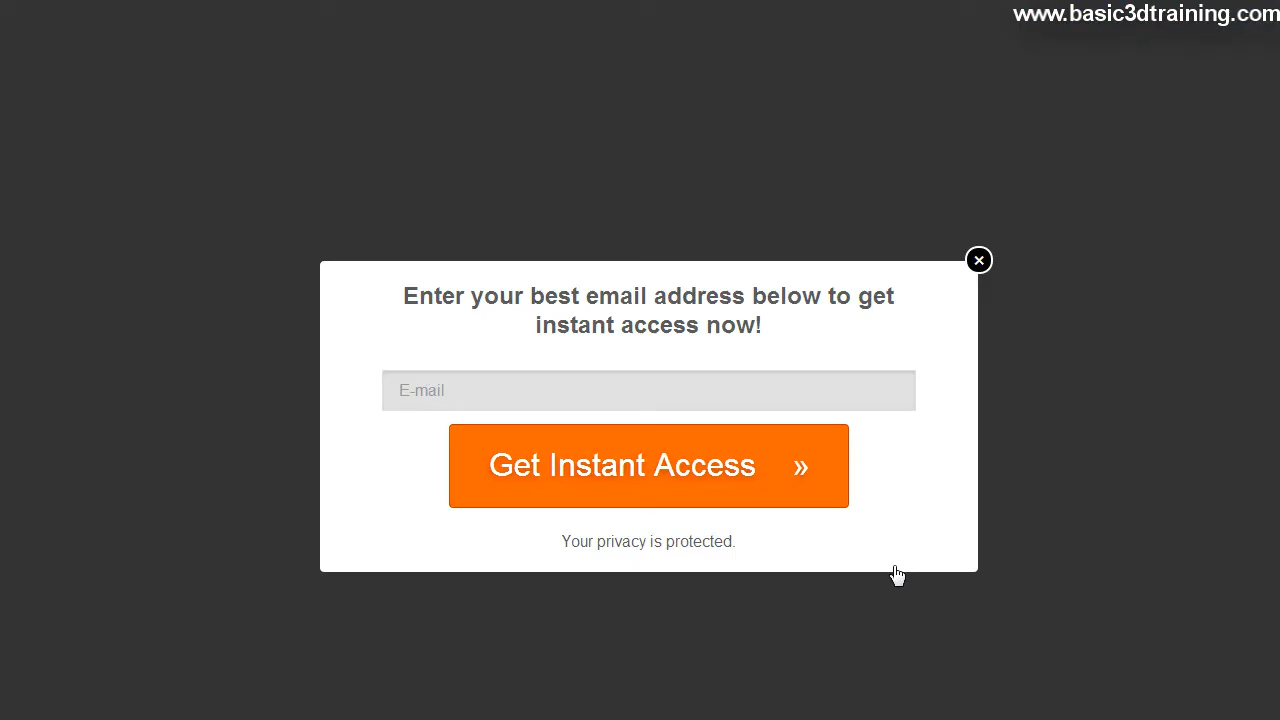 www.basic3dtraining.com
Enter your best email address below to get
instant access now!
E-mail
Get Instant Access »
Your privacy is protected.